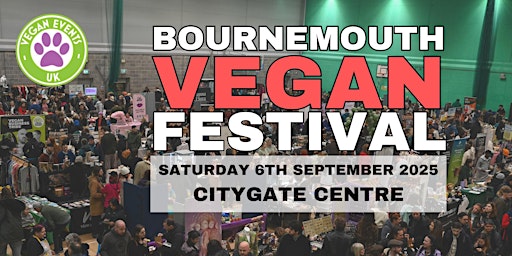 VEGAN EVENTS
UK
BOURNEMOUTH
VEGAN
FESTIVAL
SATURDAY 6TH SEPTEMBER 2025
CITYGATE CENTRE